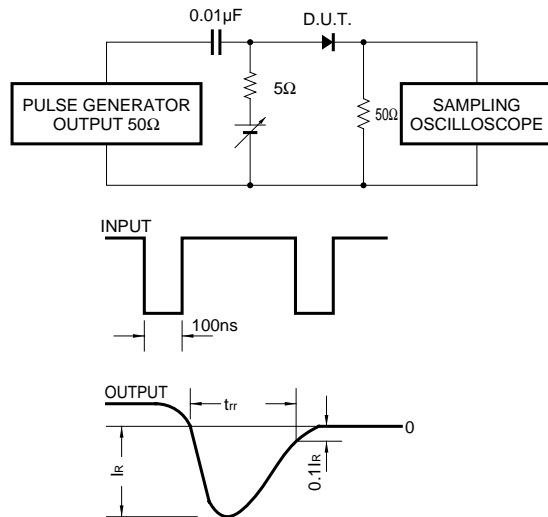 0.01μF
D.U.T.
5Ω
50Ω
PULSE GENERATOR
OUTPUT 50Ω
SAMPLING
OSCILLOSCOPE
INPUT
100ns
OUTPUT
trr
0
IR
0.1IR